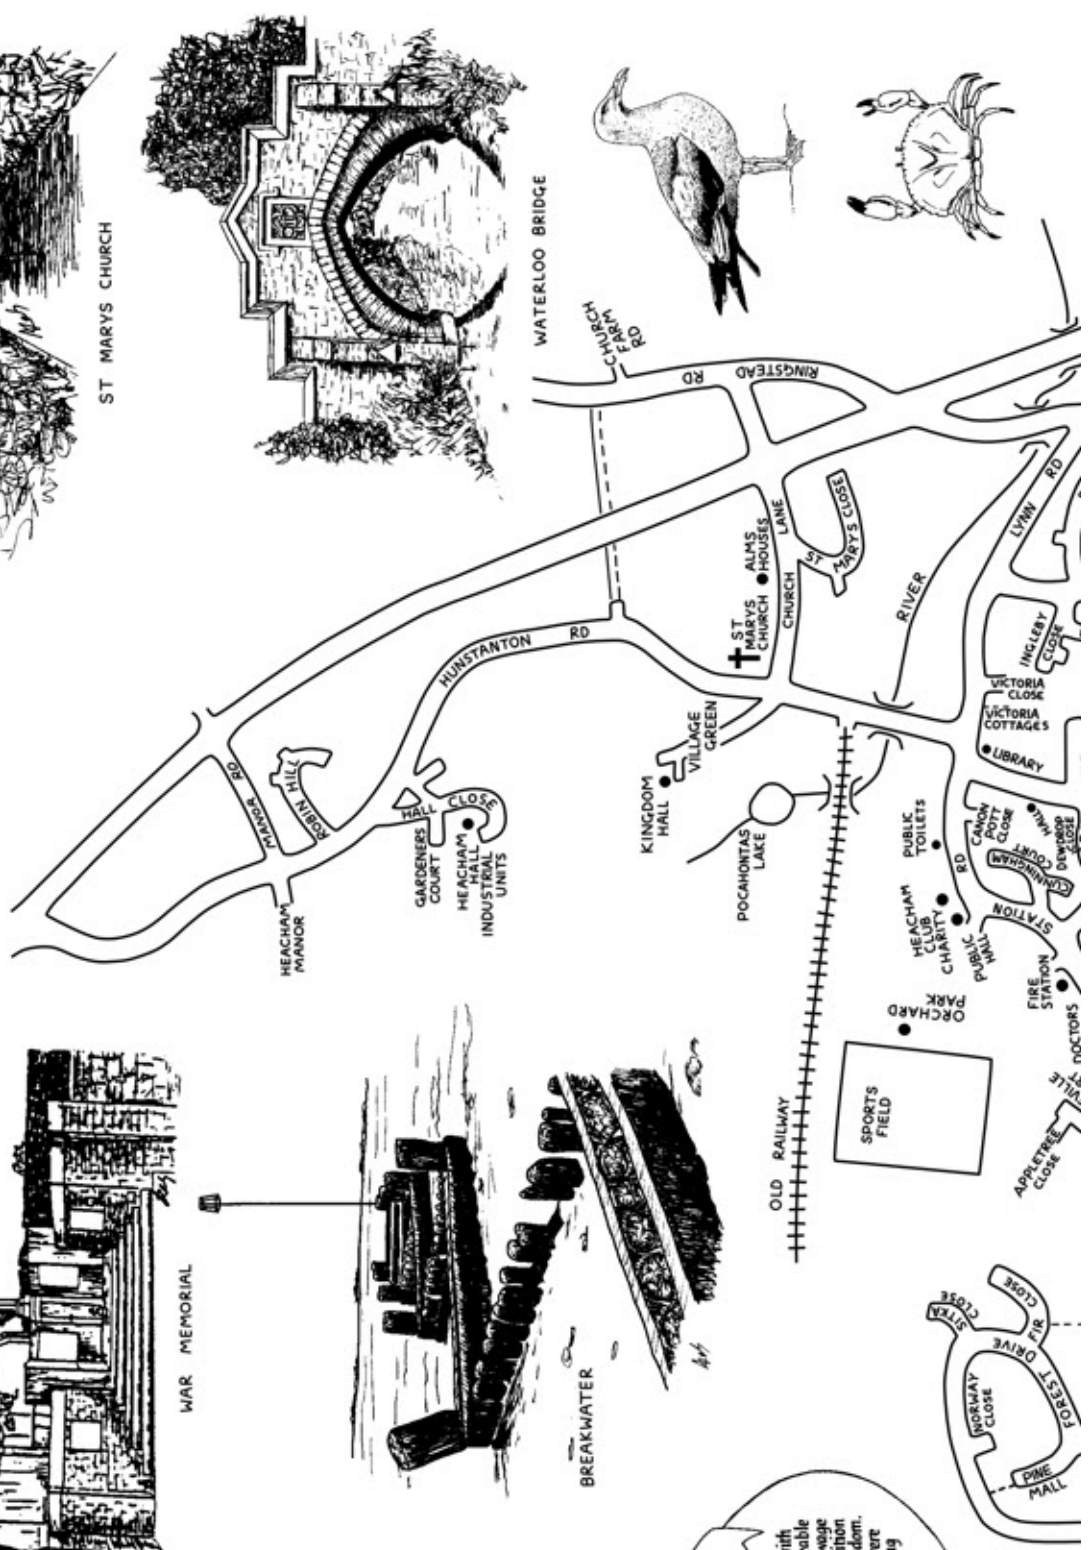 ST MARYS CHURCH
WATERLOO BRIDGE
CHURCH
FARM
RD
RINGSTEAD
RD
LYNN RD
RIVER
ST MARYS CLOSE
CHURCH LANE
ALMS
HOUSES
ST
MARYS
CHURCH
HUNSTANTON RD
INGLEBY
CLOSE
VICTORIA
CLOSE
VICTORIA
COTTAGES
LIBRARY
VILLAGE
GREEN
KINGDOM
HALL
POCAHONTAS
LAKE
MANOR RD
ROBIN HILL
HALL CLOSE
GARDENERS
COURT
HEACHAM
HALL
INDUSTRIAL
UNITS
HEACHAM
MANOR
PUBLIC
TOILETS
CANON
POTT
CLOSE
HALL
DEWDROP
CLOSE
CUNNINGHAM
COURT
STATION RD
HEACHAM
CLUB
CHARITY
PUBLIC
HALL
FIRE
STATION
DOCTORS
ORCHARD
PARK
SPORTS
FIELD
OLD RAILWAY
APPLETREE
CLOSE
WAR MEMORIAL
BREAKWATER
SITKA
CLOSE
FIR
CLOSE
FOREST DRIVE
NORWAY
CLOSE
PINE
MALL